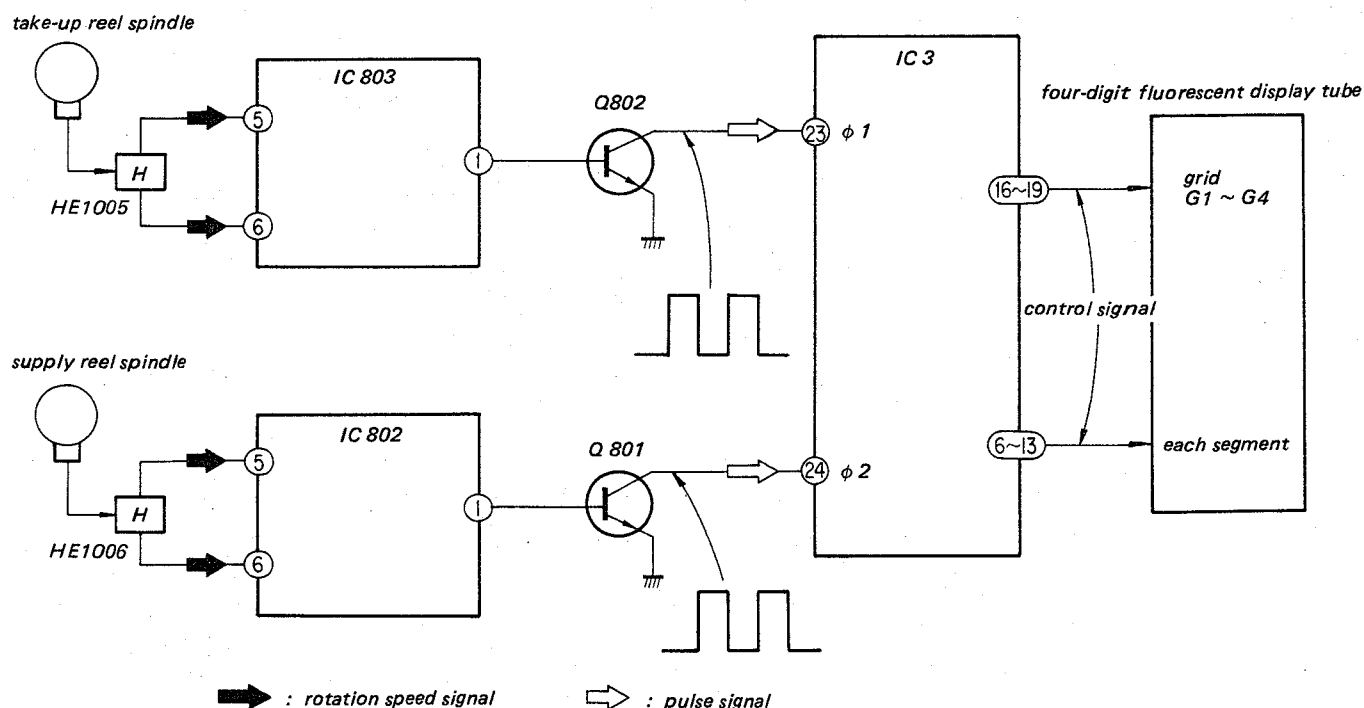 take-up reel spindle
H
HE1005
5
6
IC 803
1
Q802
23 φ1
IC 3
16~19
four-digit fluorescent display tube
grid
G1 ~ G4
control signal
supply reel spindle
H
HE1006
5
6
IC 802
1
Q 801
24 φ2
6~13
each segment
: rotation speed signal
: pulse signal